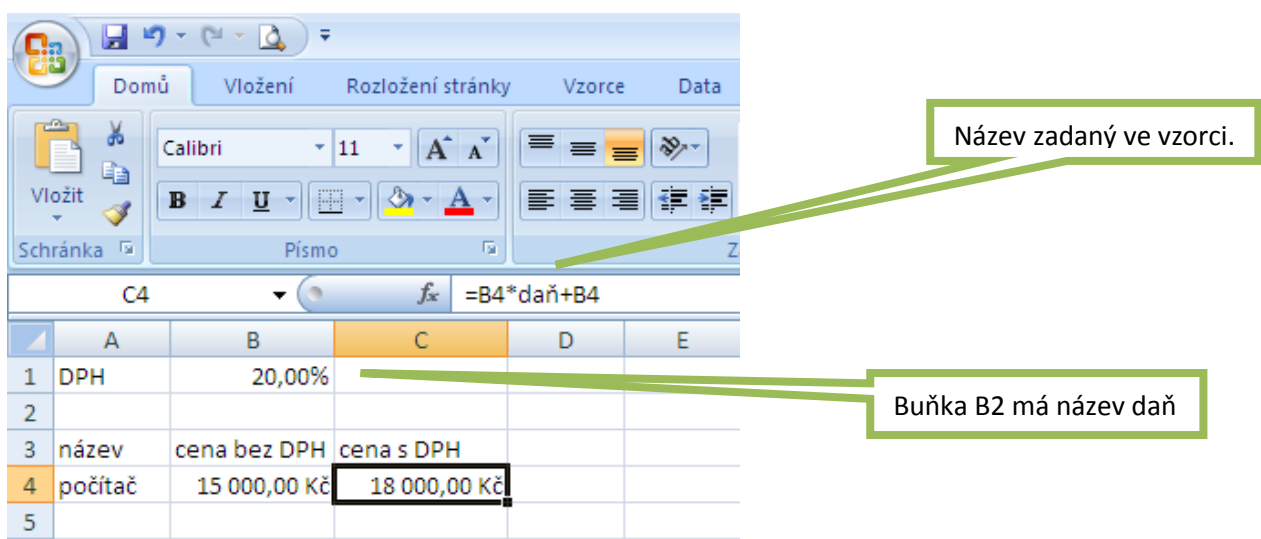 Domů Vložení Rozložení stránky Vzorce Data
Calibri 11
Vložit
B I U A
Schránka Písmo Z
Název zadaný ve vzorci.
C4 fx =B4*daň+B4
A B C D E
1 DPH 20,00%
2
Buňka B2 má název daň
3 název cena bez DPH cena s DPH
4 počítač 15 000,00 Kč 18 000,00 Kč
5